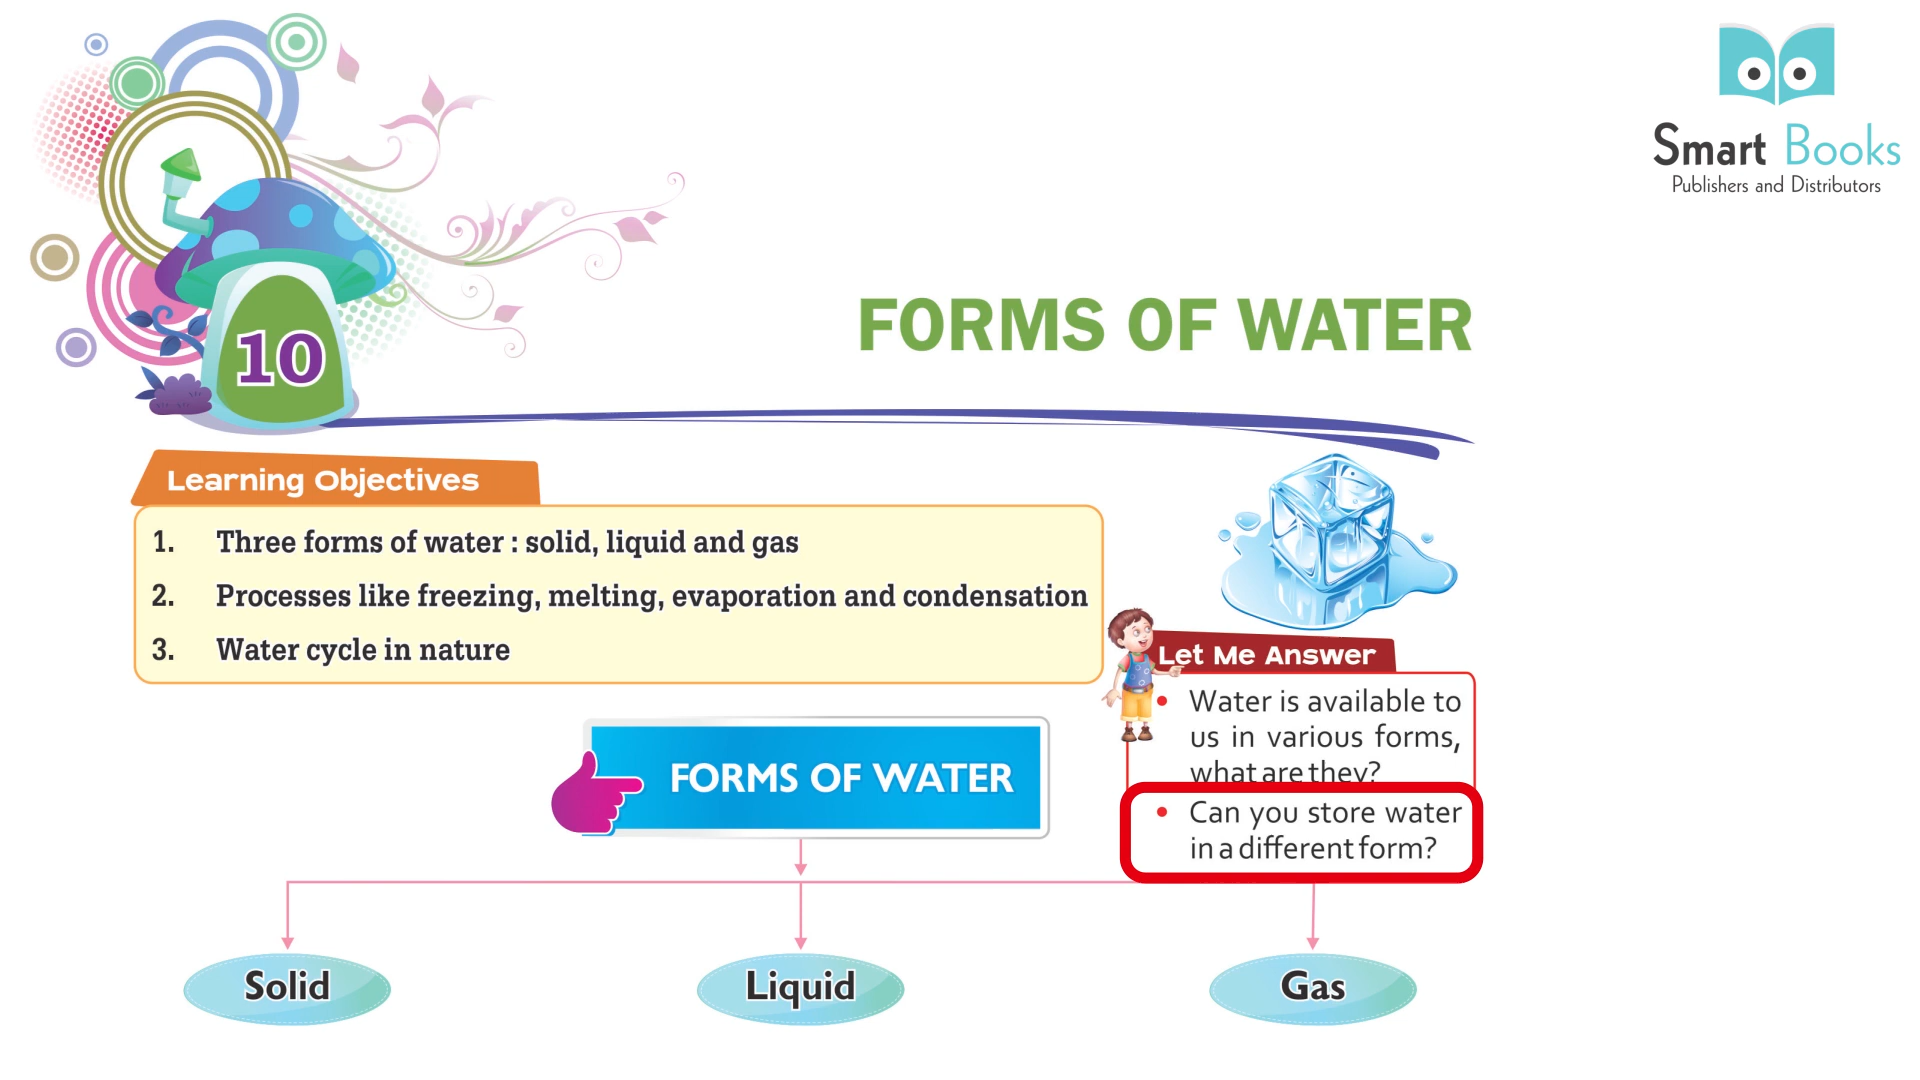 Smart Books
Publishers and Distributors
10
FORMS OF WATER
Learning Objectives
1. Three forms of water : solid, liquid and gas
2. Processes like freezing, melting, evaporation and condensation
3. Water cycle in nature
Let Me Answer
• Water is available to
us in various forms,
what are they?
• Can you store water
in a different form?
FORMS OF WATER
Solid
Liquid
Gas